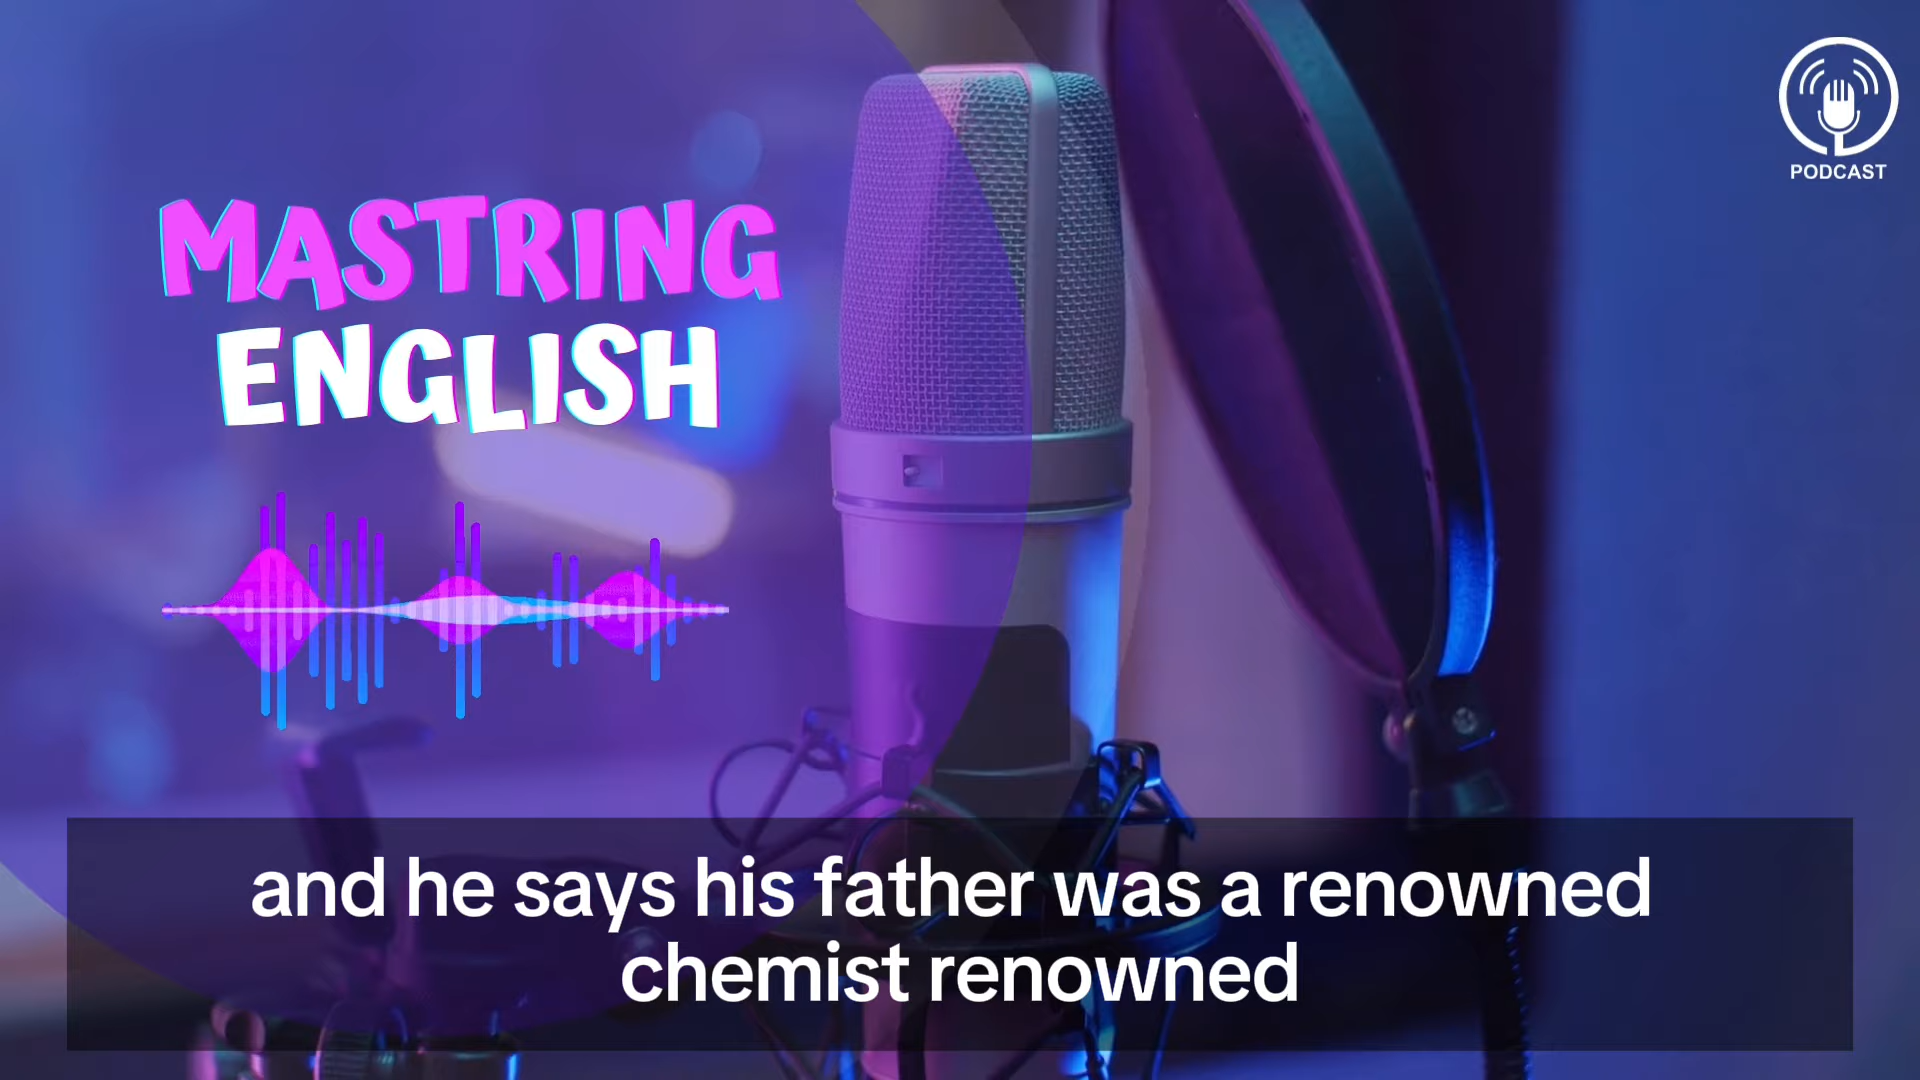 PODCAST
MASTRING
ENGLISH
and he says his father was a renowned
chemist renowned